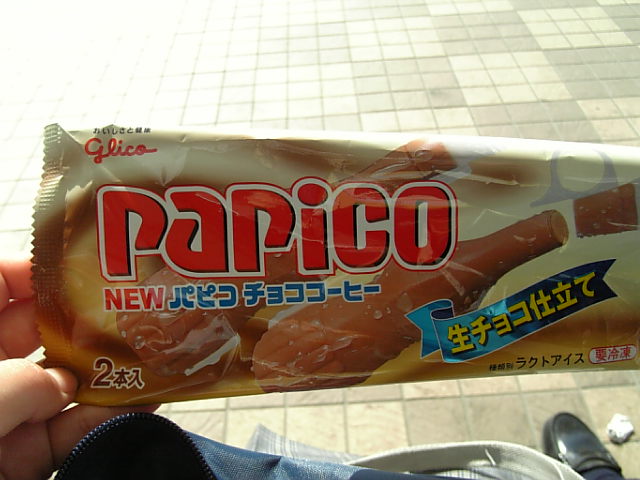 おいしさと健康
Glico
PAPICO
NEW パピコ チョココーヒー
生チョコ仕立て
2本入
種類別 ラクトアイス 要冷凍